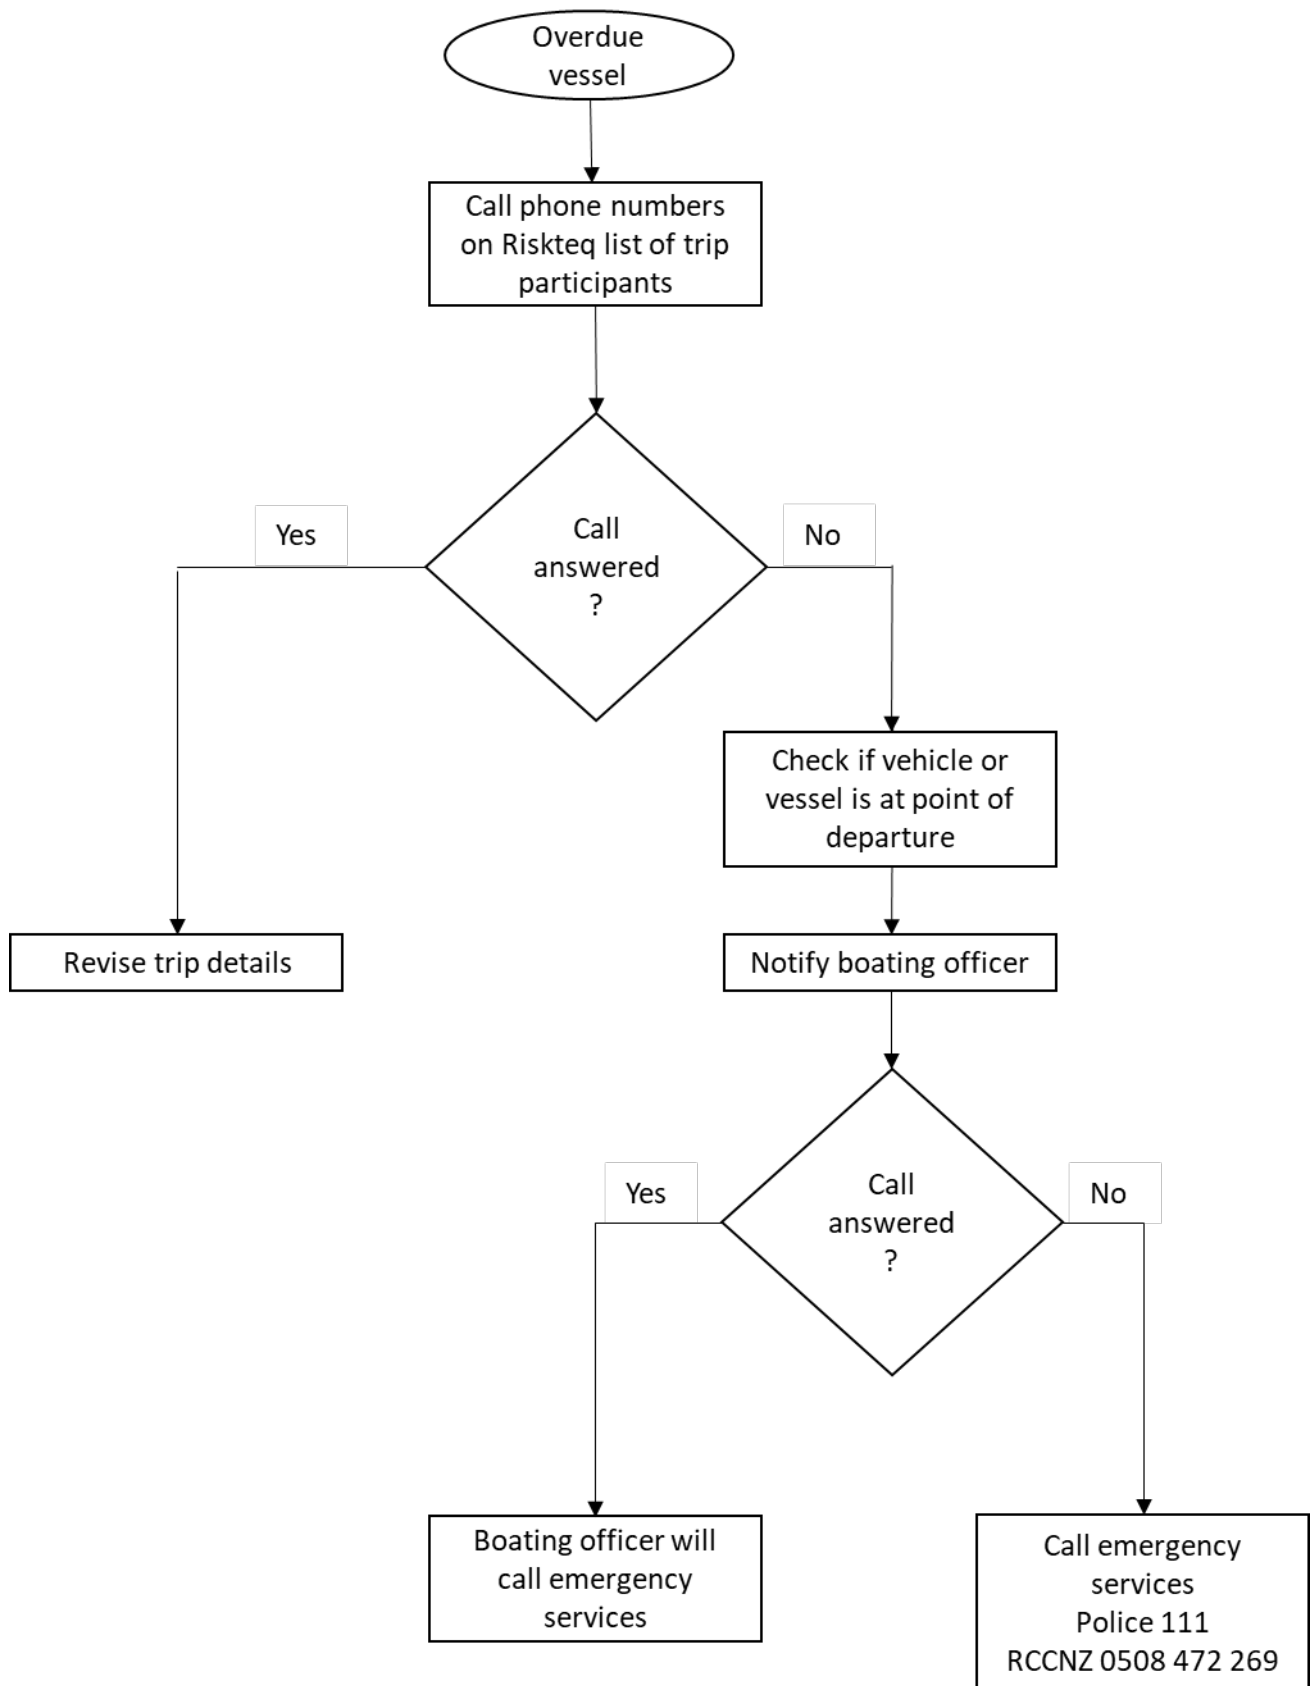 Overdue
vessel
Call phone numbers
on Riskteq list of trip
participants
Call
answered
?
Yes
No
Check if vehicle or
vessel is at point of
departure
Revise trip details
Notify boating officer
Call
answered
?
Yes
No
Boating officer will
call emergency
services
Call emergency
services
Police 111
RCCNZ 0508 472 269